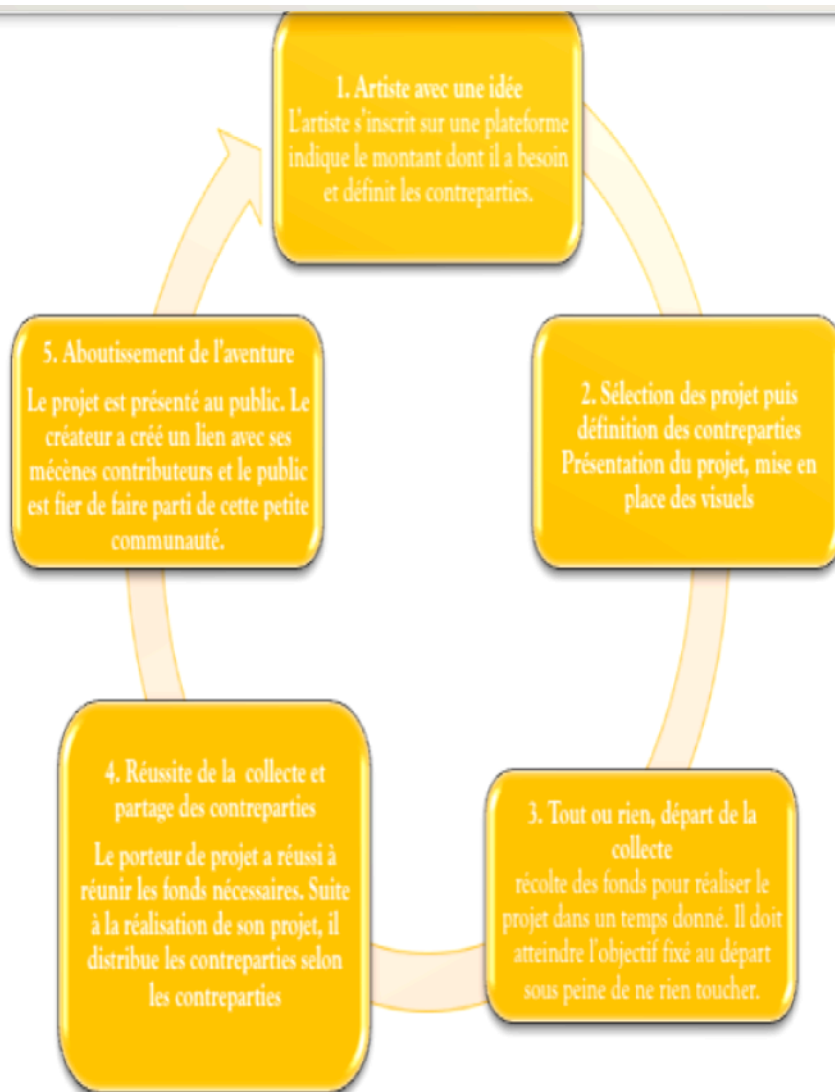 1. Artiste avec une idée
L'artiste s'inscrit sur une plateforme
indique le montant dont il a besoin
et définit les contreparties.
2. Sélection des projet puis
définition des contreparties
Présentation du projet, mise en
place des visuels
3. Tout ou rien, départ de la
collecte
récolte des fonds pour réaliser le
projet dans un temps donné. Il doit
atteindre l'objectif fixé au départ
sous peine de ne rien toucher.
4. Réussite de la collecte et
partage des contreparties
Le porteur de projet a réussi à
réunir les fonds nécessaires. Suite
à la réalisation de son projet, il
distribue les contreparties selon
les contreparties
5. Aboutissement de l'aventure
Le projet est présenté au public. Le
créateur a créé un lien avec ses
mécènes contributeurs et le public
est fier de faire parti de cette petite
communauté.